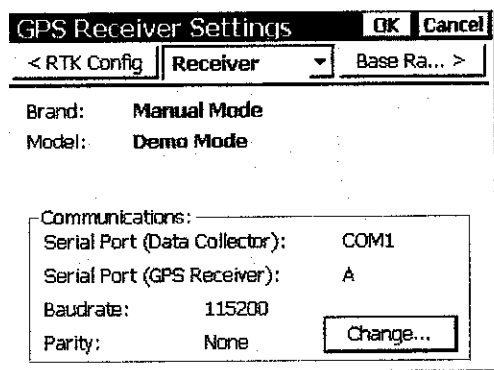 GPS Receiver Settings OK Cancel
< RTK Config Receiver Base Ra... >
Brand: Manual Mode
Model: Demo Mode
Communications:
Serial Port (Data Collector): COM1
Serial Port (GPS Receiver): A
Baudrate: 115200
Parity: None Change...